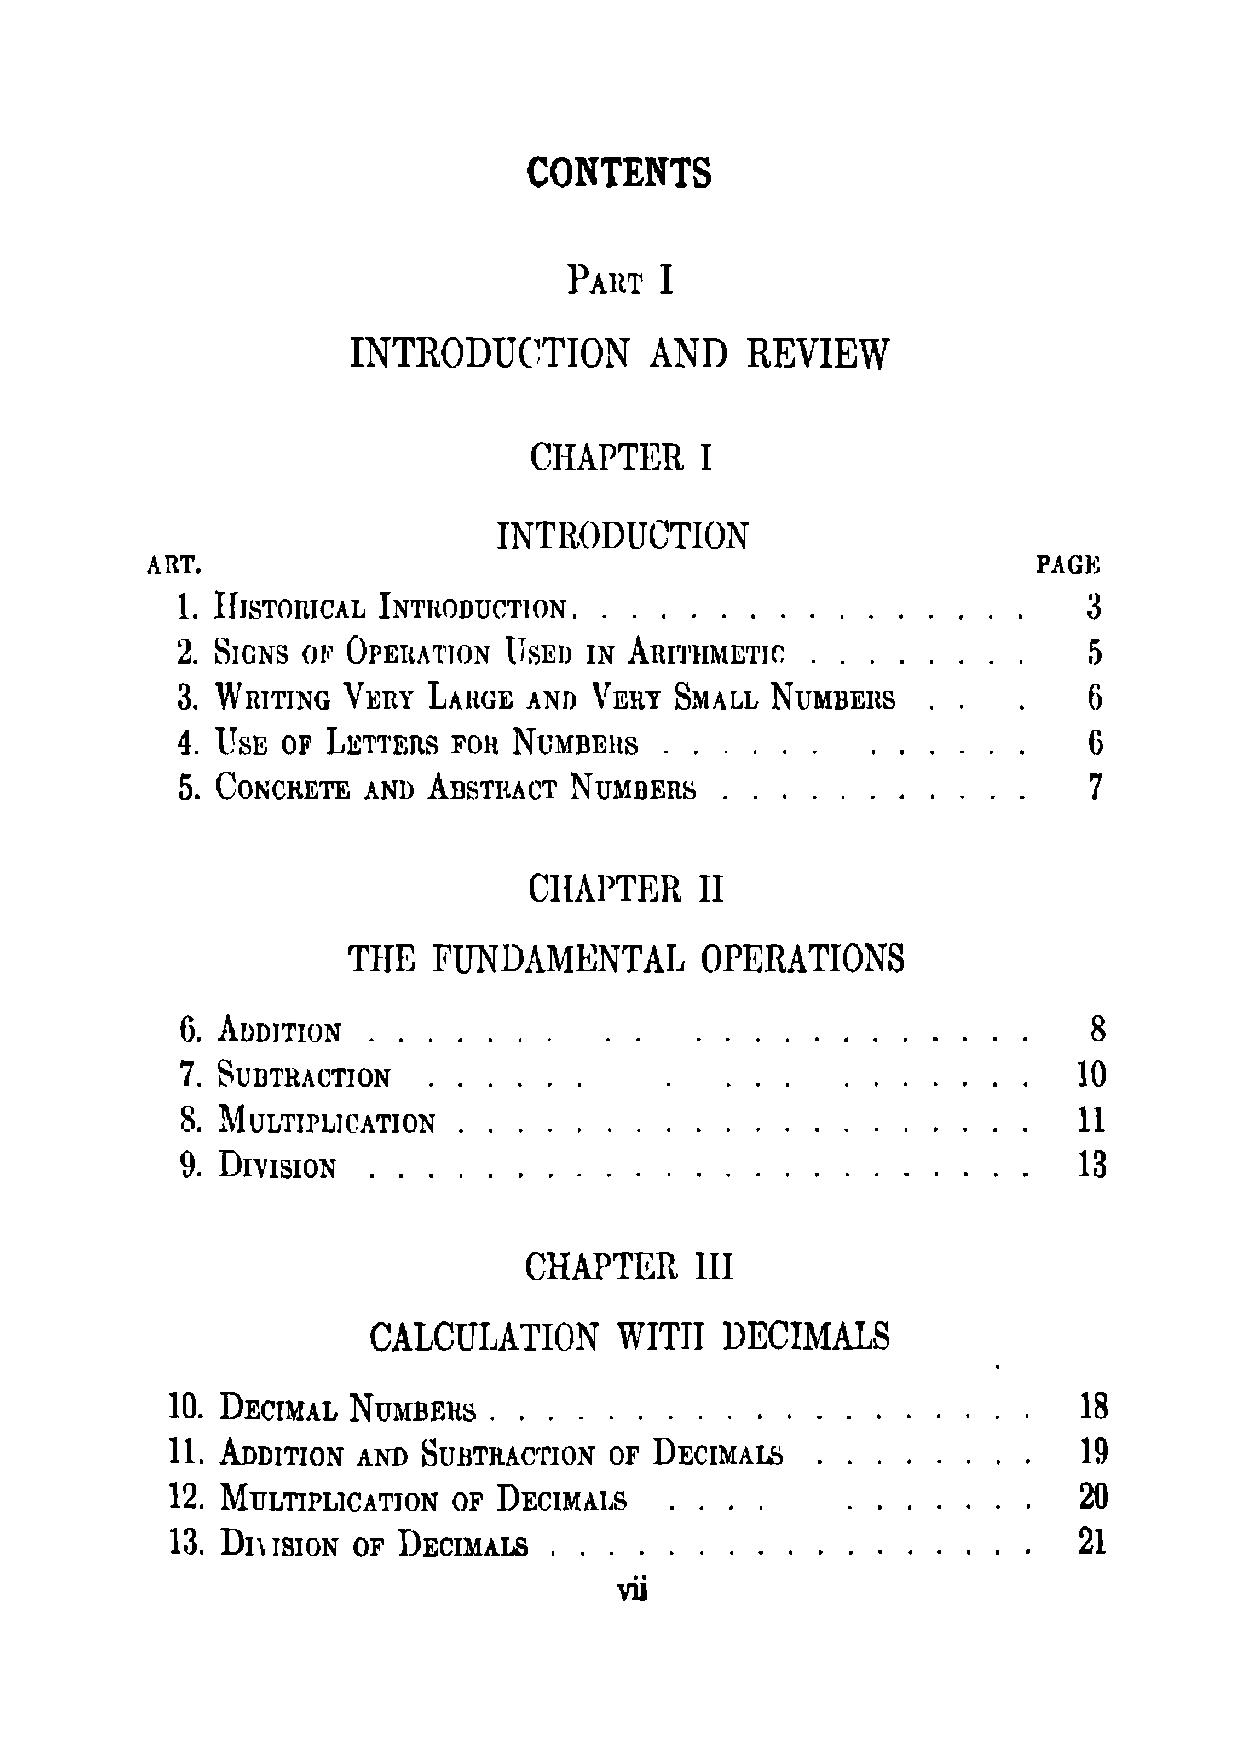 CONTENTS
PART I
INTRODUCTION AND REVIEW
CHAPTER I
INTRODUCTION
ART. PAGE
1. HISTORICAL INTRODUCTION. . . . . . . . . . . . . . . . 3
2. SIGNS OF OPERATION USED IN ARITHMETIC . . . . . . . . 5
3. WRITING VERY LARGE AND VERY SMALL NUMBERS . . . 6
4. USE OF LETTERS FOR NUMBERS . . . . . . . . . . . . 6
5. CONCRETE AND ABSTRACT NUMBERS . . . . . . . . . . . 7
CHAPTER II
THE FUNDAMENTAL OPERATIONS
6. ADDITION . . . . . . . . . . . . . . . . . . . . . 8
7. SUBTRACTION . . . . . . . . . . . . . . . . . 10
8. MULTIPLICATION . . . . . . . . . . . . . . . . . . . . 11
9. DIVISION . . . . . . . . . . . . . . . . . . . . . . . 13
CHAPTER III
CALCULATION WITH DECIMALS
10. DECIMAL NUMBERS . . . . . . . . . . . . . . . . . . . 18
11. ADDITION AND SUBTRACTION OF DECIMALS . . . . . . . . 19
12. MULTIPLICATION OF DECIMALS . . . . . . . . . . . 20
13. DIVISION OF DECIMALS . . . . . . . . . . . . . . . . . 21
vii